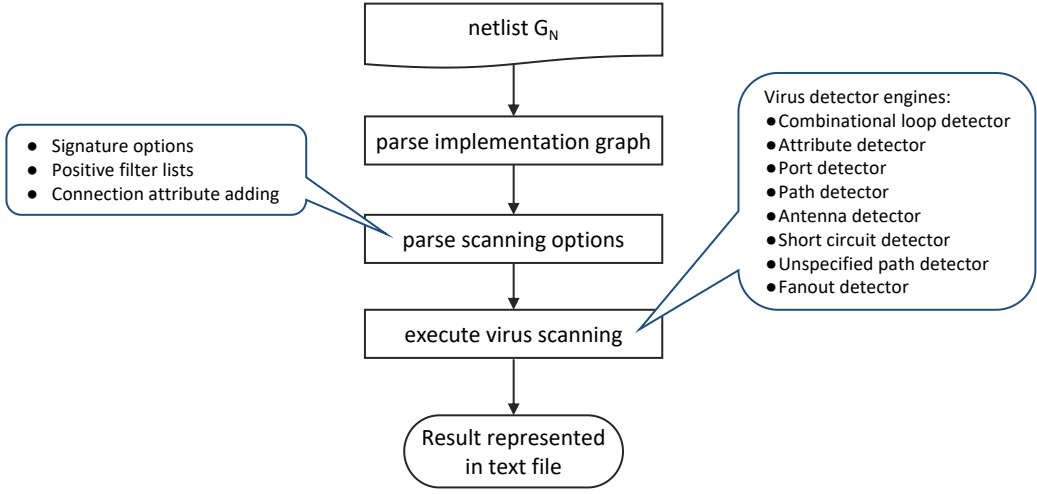 netlist G_N
parse implementation graph
● Signature options
● Positive filter lists
● Connection attribute adding
parse scanning options
Virus detector engines:
●Combinational loop detector
●Attribute detector
●Port detector
●Path detector
●Antenna detector
●Short circuit detector
●Unspecified path detector
●Fanout detector
execute virus scanning
Result represented
in text file